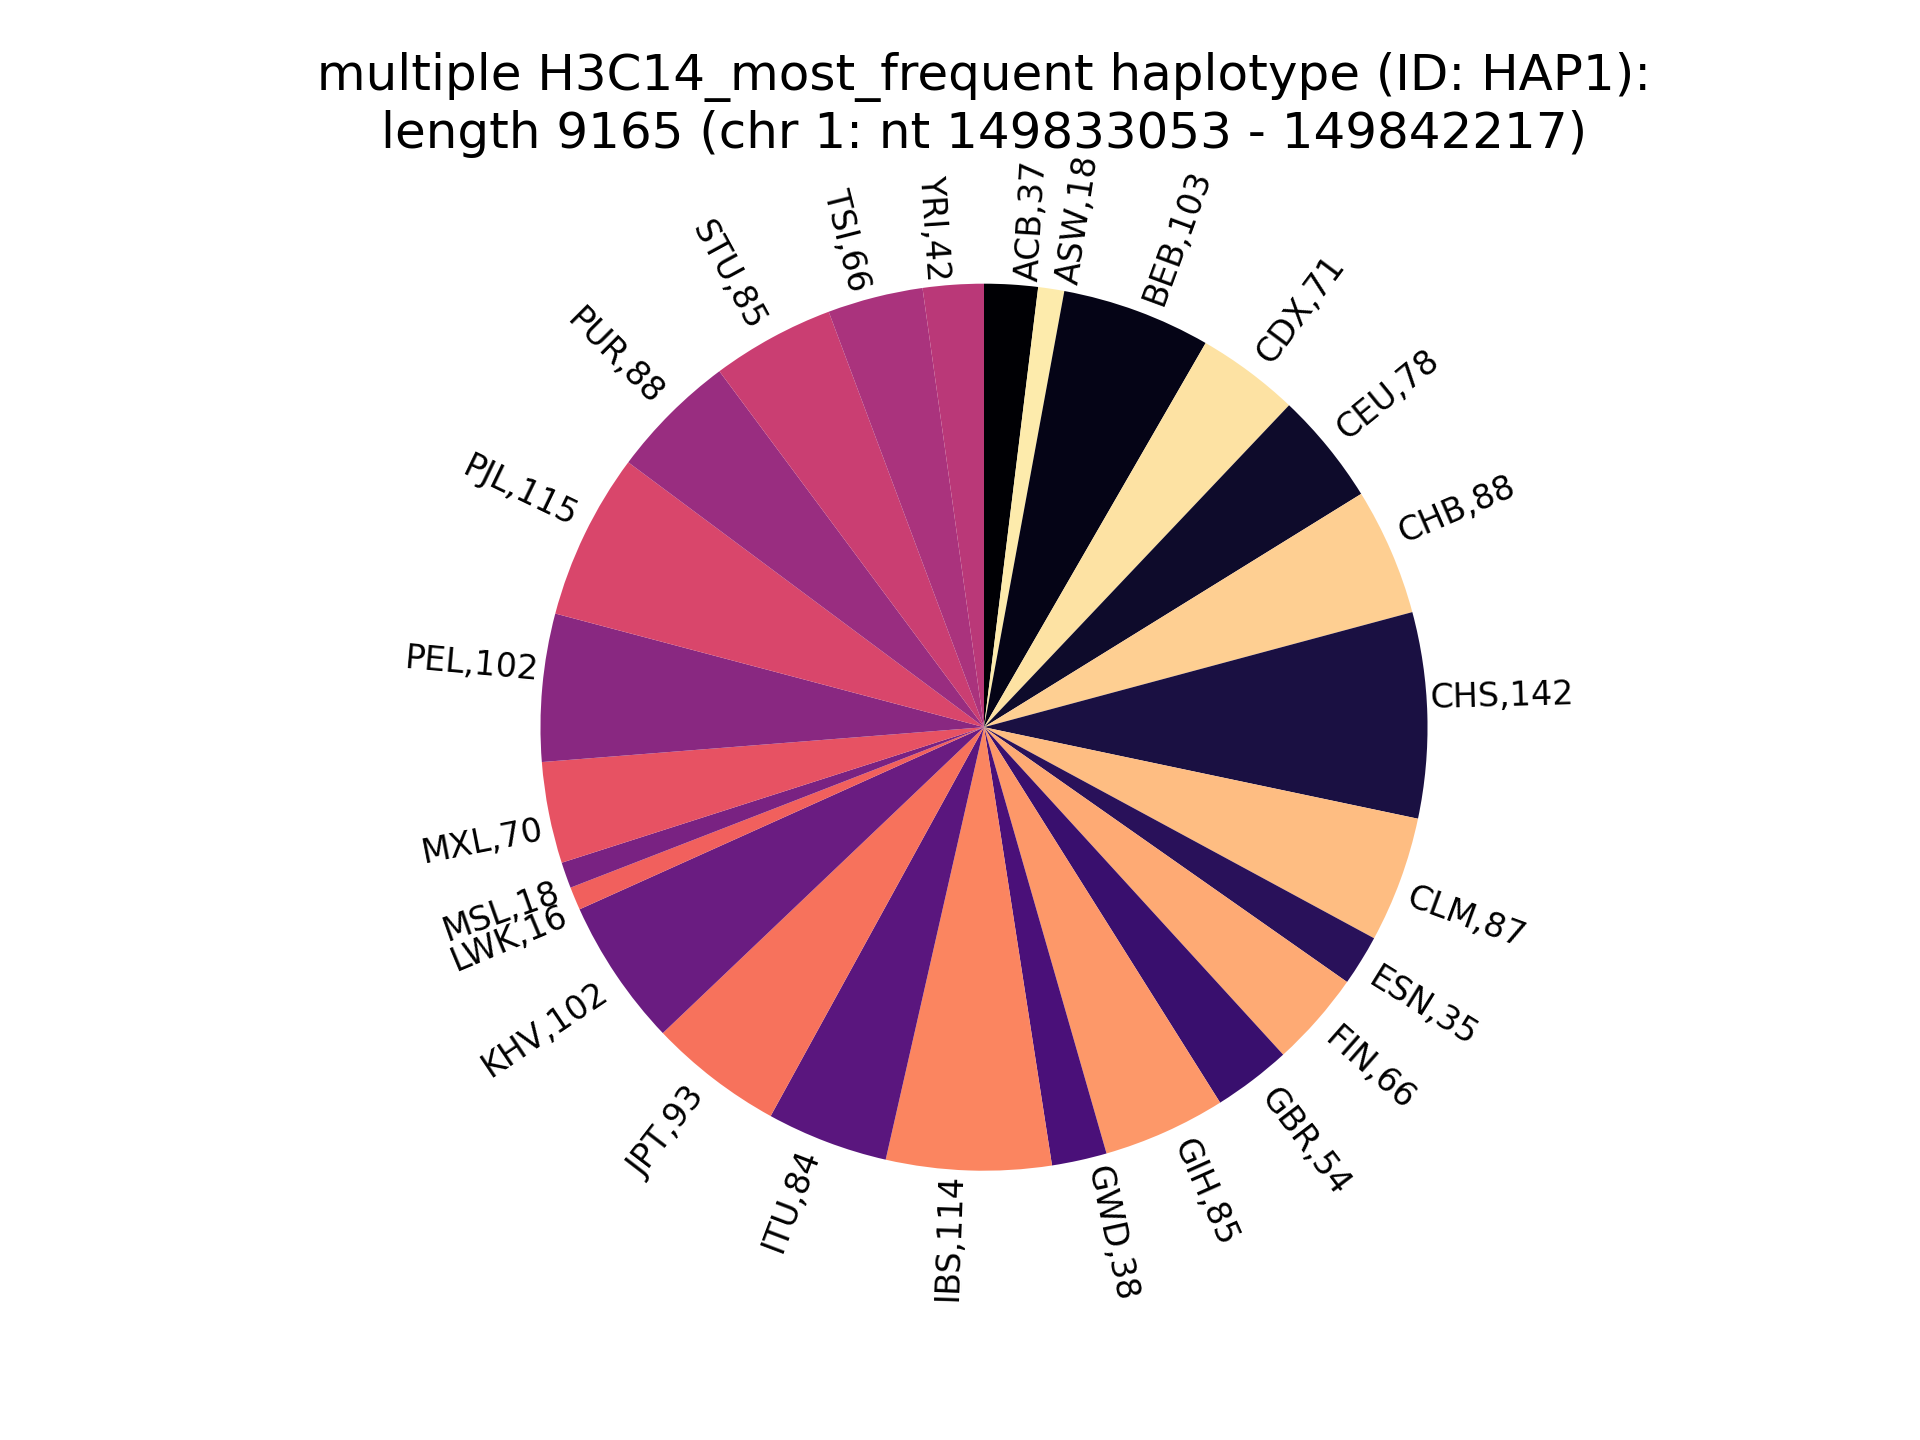 multiple H3C14_most_frequent haplotype (ID: HAP1):
length 9165 (chr 1: nt 149833053 - 149842217)
ACB,37
ASW,18
BEB,103
CDX,71
CEU,78
CHB,88
CHS,142
CLM,87
ESN,35
FIN,66
GBR,54
GIH,85
GWD,38
IBS,114
ITU,84
JPT,93
KHV,102
LWK,16
MSL,18
MXL,70
PEL,102
PJL,115
PUR,88
STU,85
TSI,66
YRI,42